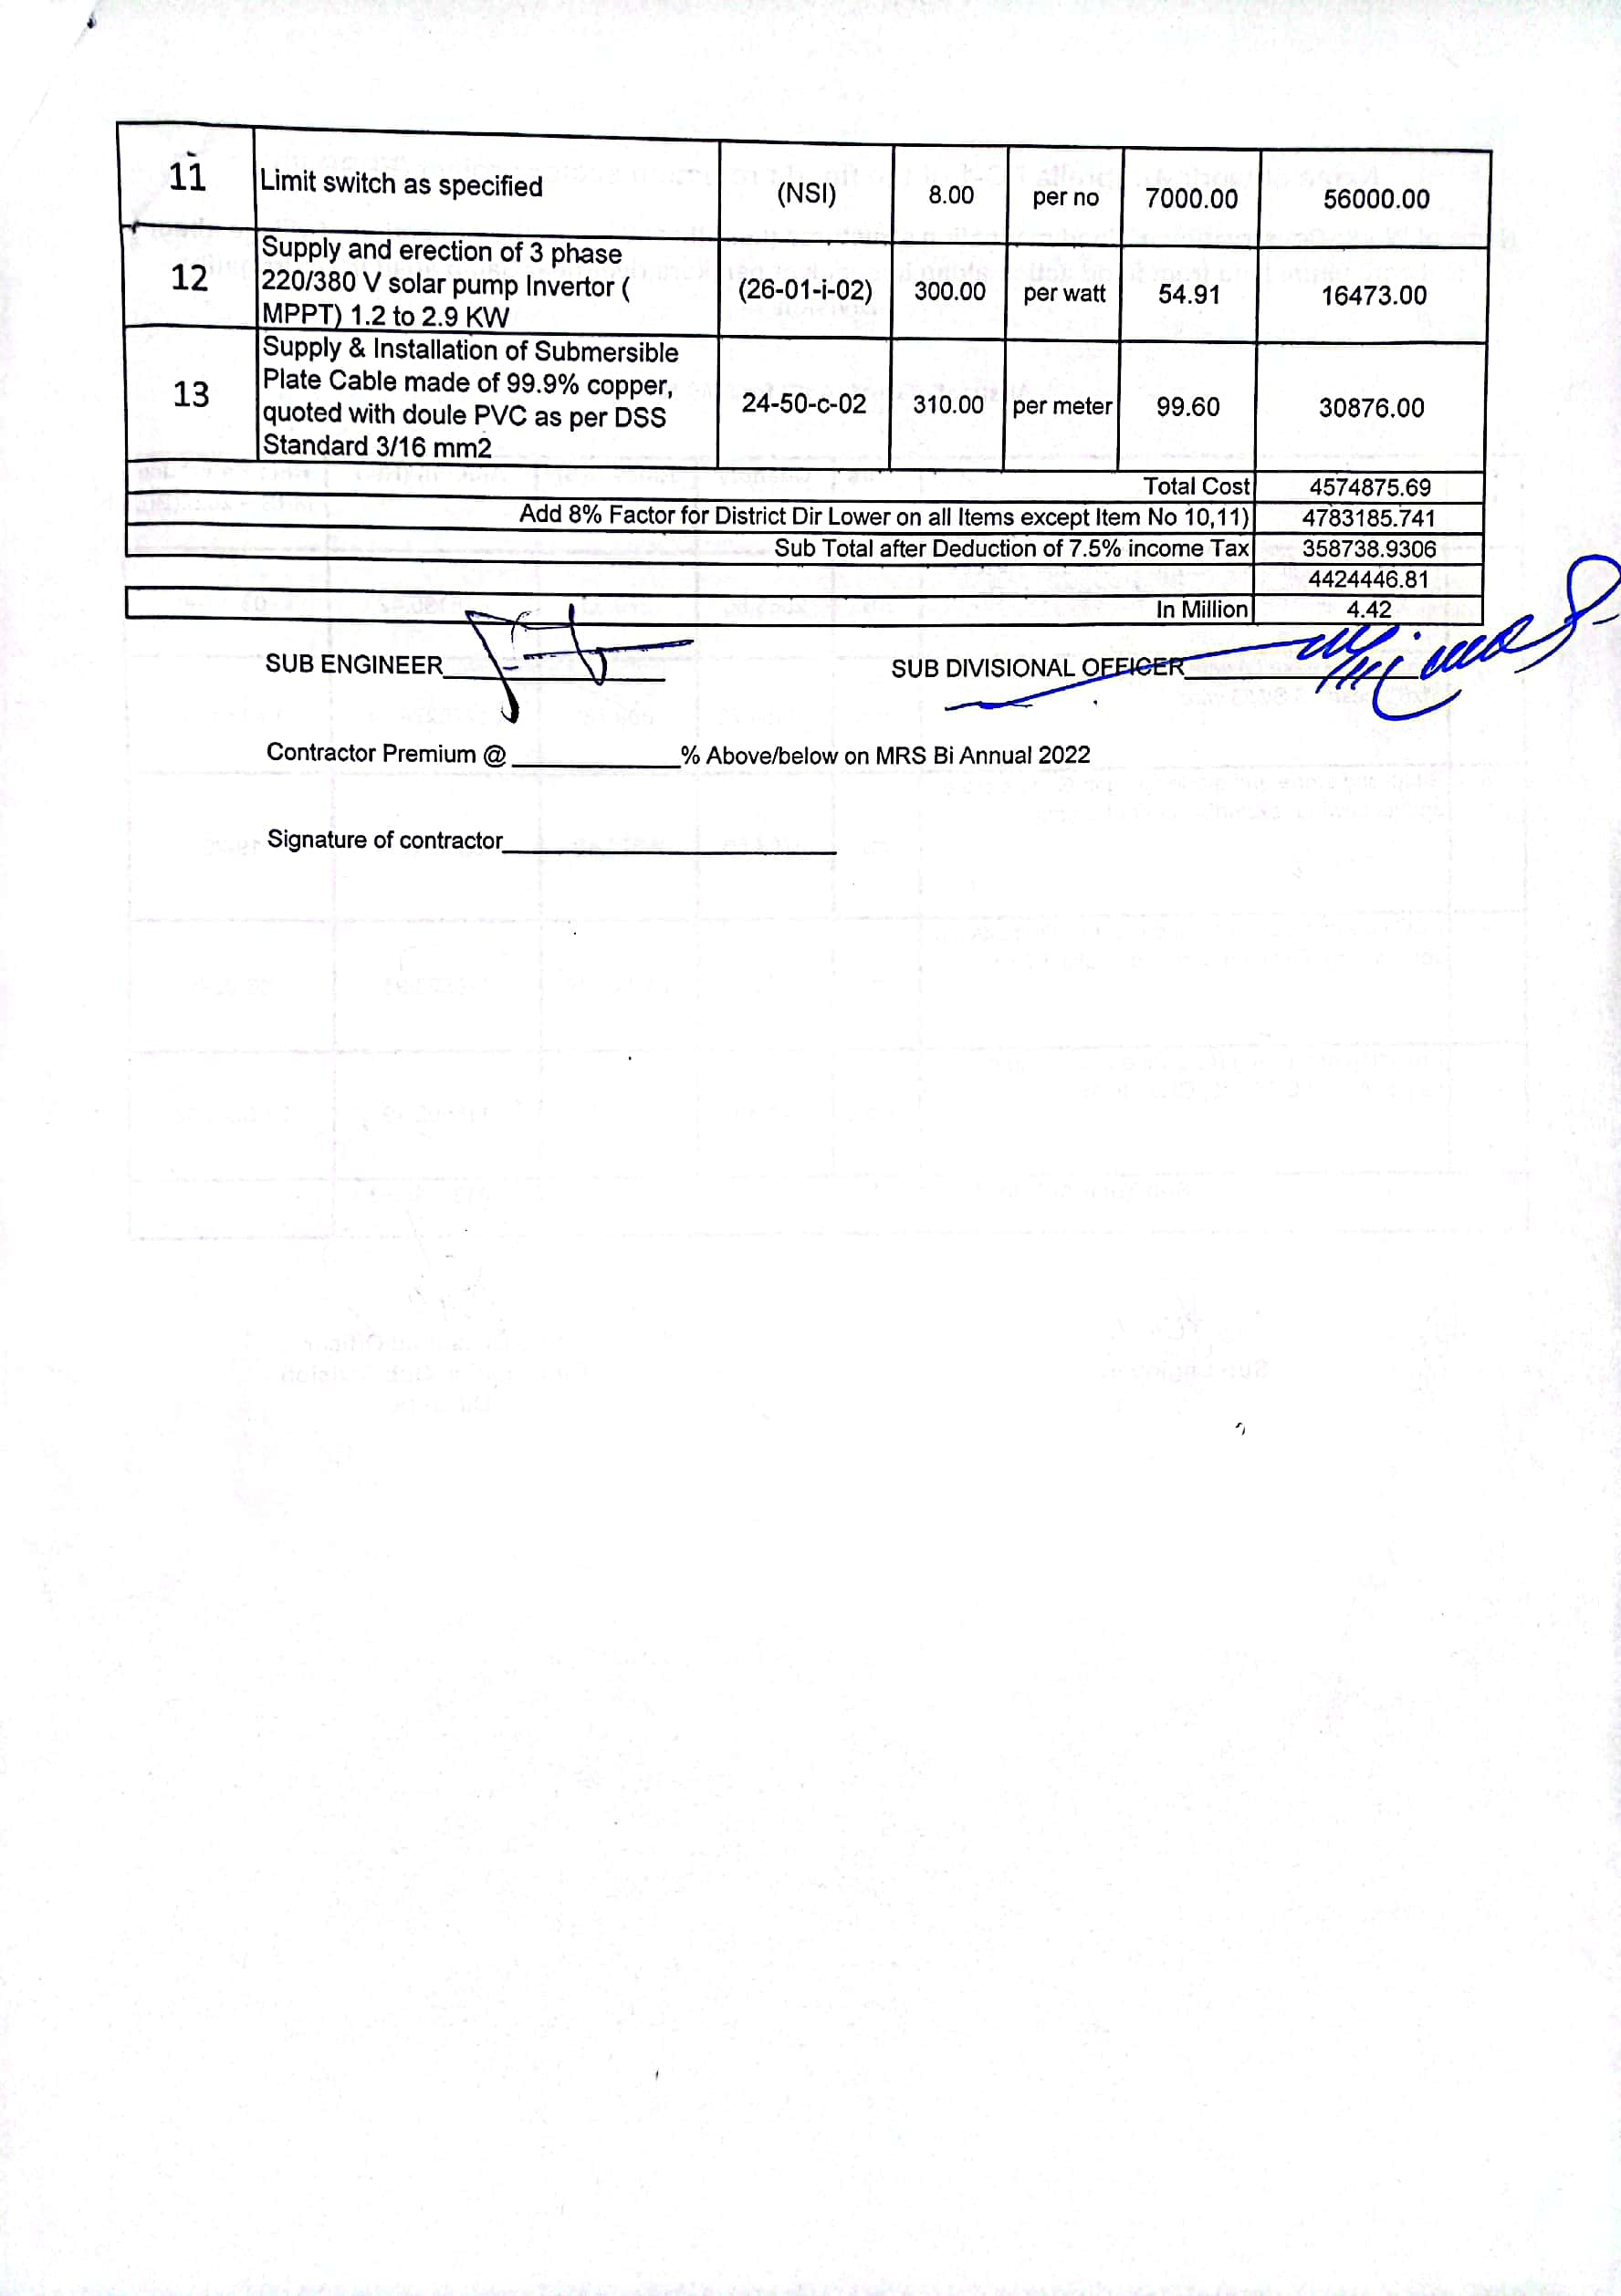 11 Limit switch as specified (NSI) 8.00 per no 7000.00 56000.00
12 Supply and erection of 3 phase
220/380 V solar pump Invertor ( (26-01-i-02) 300.00 per watt 54.91 16473.00
MPPT) 1.2 to 2.9 KW
Supply & Installation of Submersible
13 Plate Cable made of 99.9% copper, 24-50-c-02 310.00 per meter 99.60 30876.00
quoted with doule PVC as per DSS
Standard 3/16 mm2
Total Cost 4574875.69
Add 8% Factor for District Dir Lower on all Items except Item No 10,11) 4783185.741
Sub Total after Deduction of 7.5% income Tax 358738.9306
4424446.81
In Million 4.42
SUB ENGINEER SUB DIVISIONAL OFFICER
Contractor Premium @ % Above/below on MRS Bi Annual 2022
Signature of contractor